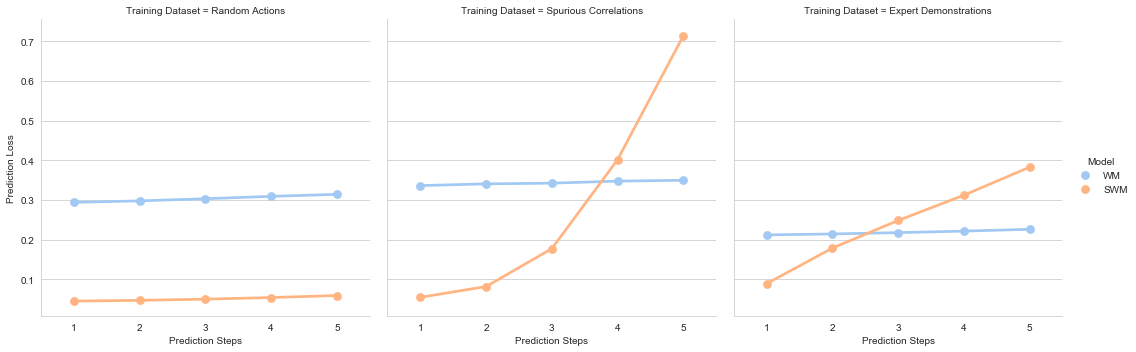 Training Dataset = Random Actions
Training Dataset = Spurious Correlations
Training Dataset = Expert Demonstrations
Prediction Loss
0.7
0.6
0.5
0.4
0.3
0.2
0.1
1 2 3 4 5
Prediction Steps
1 2 3 4 5
Prediction Steps
1 2 3 4 5
Prediction Steps
Model
WM
SWM